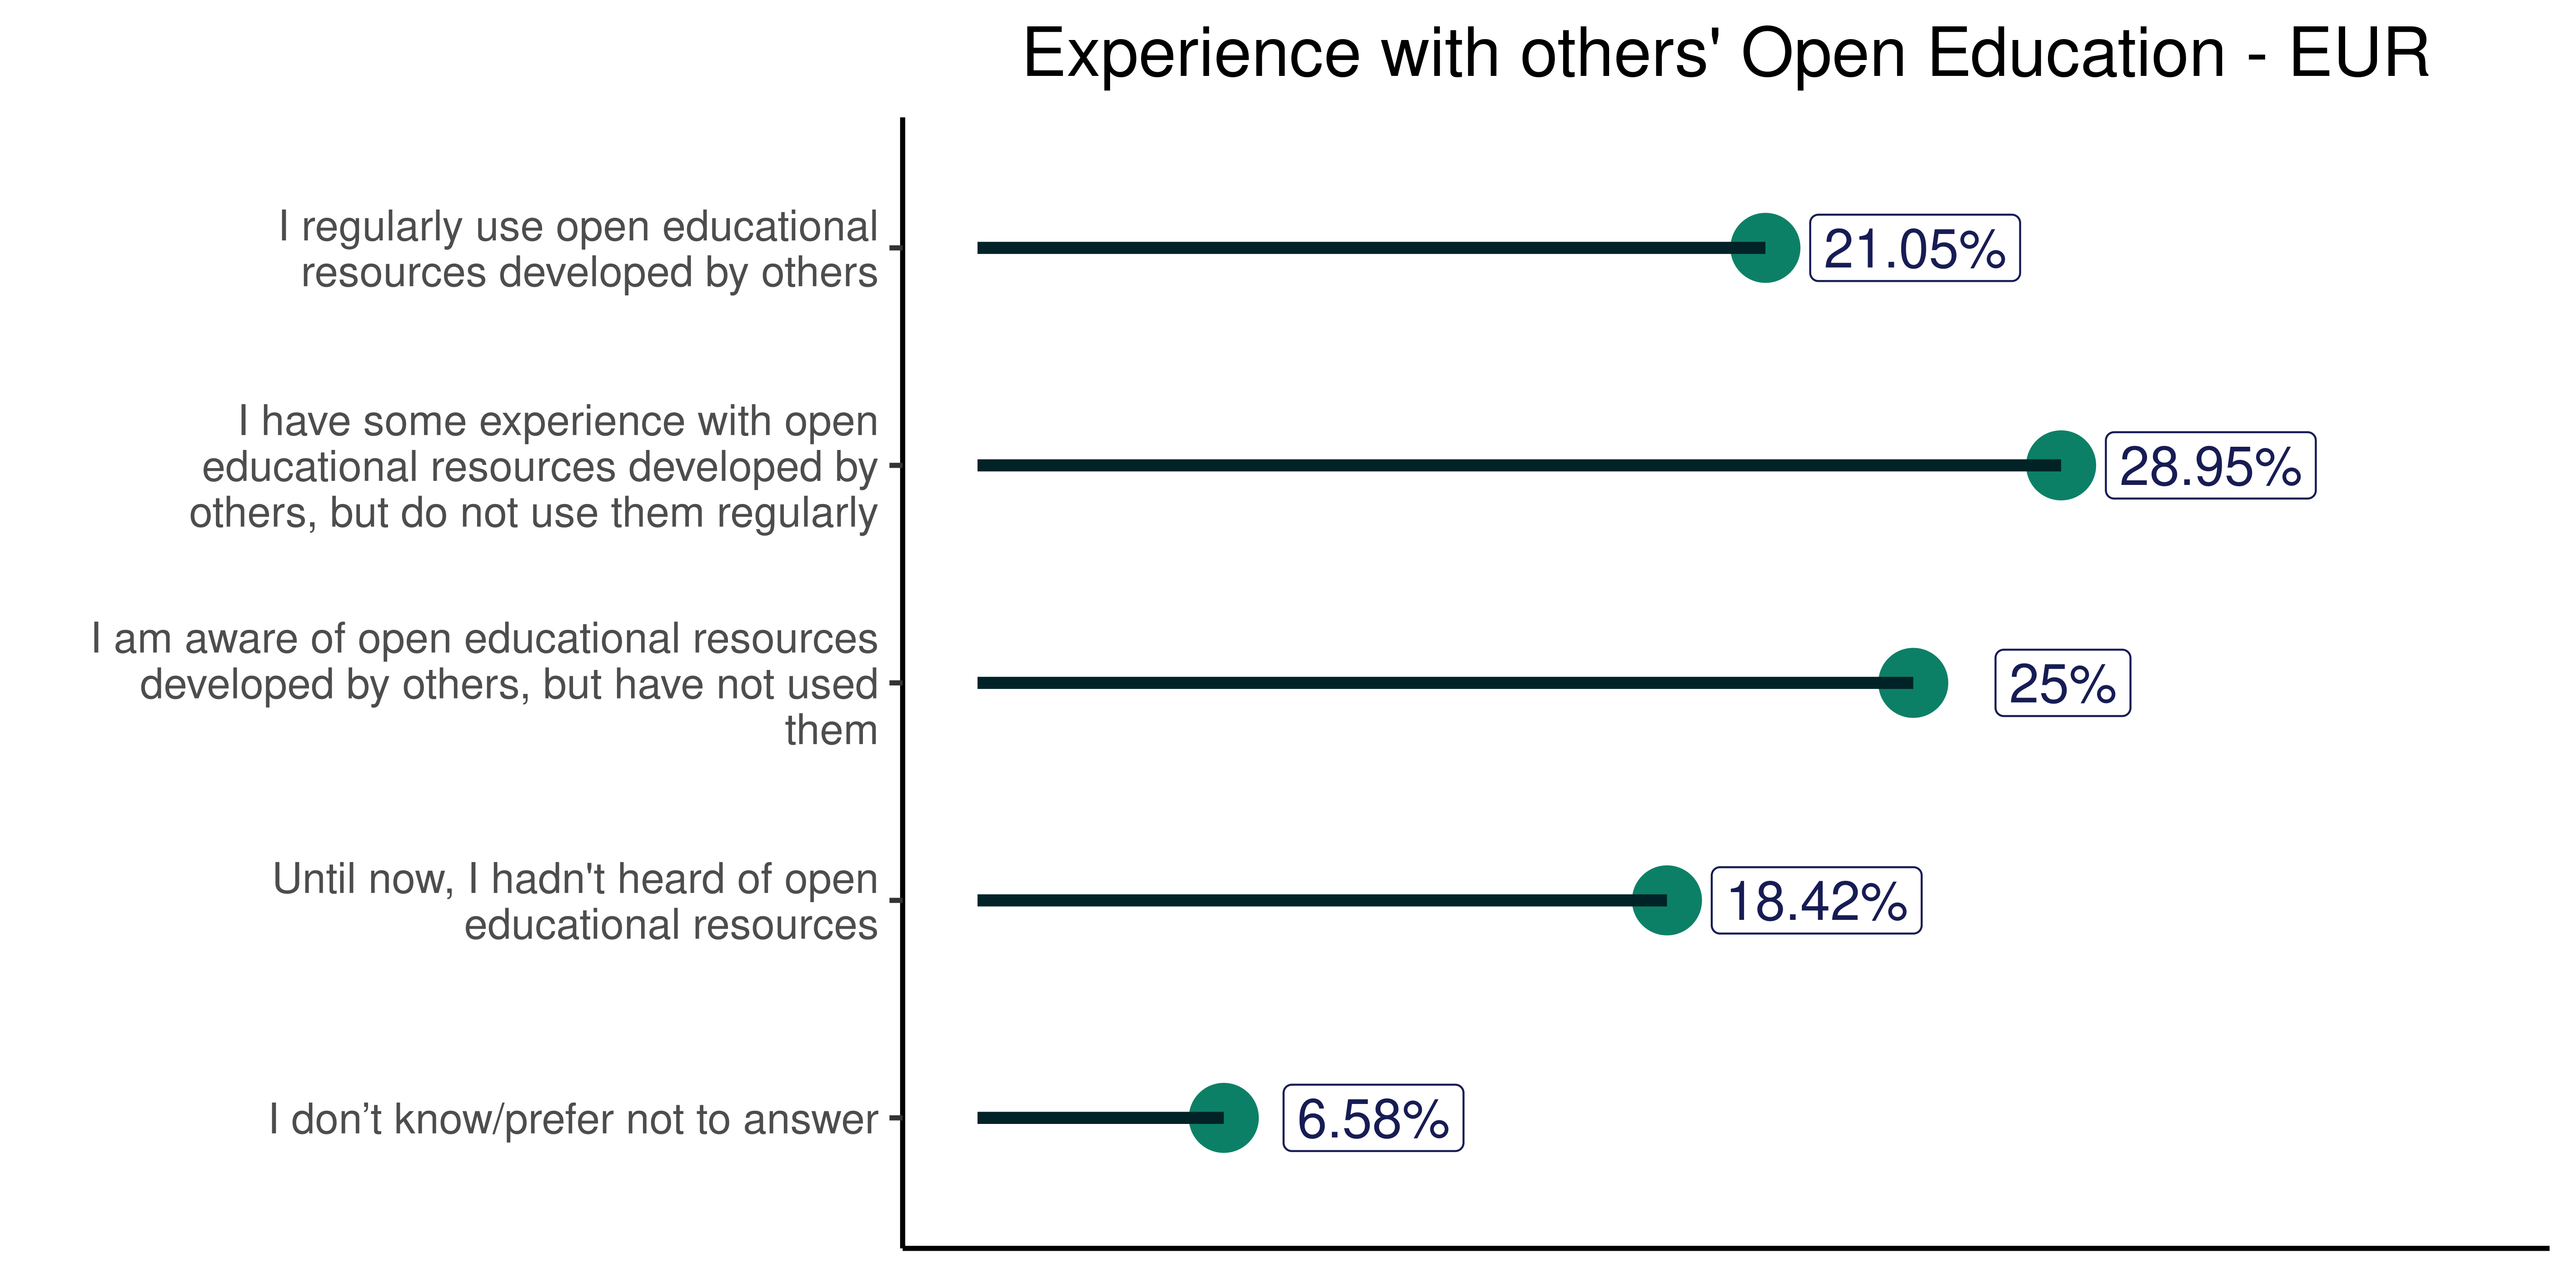 Experience with others' Open Education - EUR
I regularly use open educational
resources developed by others
21.05%
I have some experience with open
educational resources developed by
others, but do not use them regularly
28.95%
I am aware of open educational resources
developed by others, but have not used
them
25%
Until now, I hadn't heard of open
educational resources
18.42%
I don’t know/prefer not to answer
6.58%